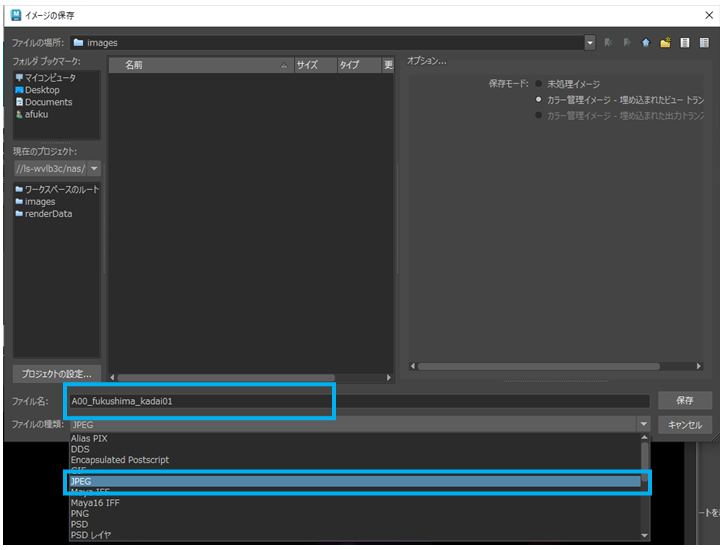 イメージの保存
ファイルの場所: images
フォルダ ブックマーク:
マイコンピュータ
Desktop
Documents
afuku
現在のプロジェクト:
//ls-wvlb3c/nas/
ワークスペースのルート
images
renderData
プロジェクトの設定...
名前 サイズ タイプ 更
オプション...
保存モード: 未処理イメージ
カラー管理イメージ - 埋め込まれたビュー トラン
カラー管理イメージ - 埋め込まれた出力トランス
ファイル名: A00_fukushima_kadai01 保存
ファイルの種類: JPEG キャンセル
Alias PIX
DDS
Encapsulated Postscript
GIF
JPEG
Maya IFF
Maya16 IFF
PNG
PSD
PSD レイヤ